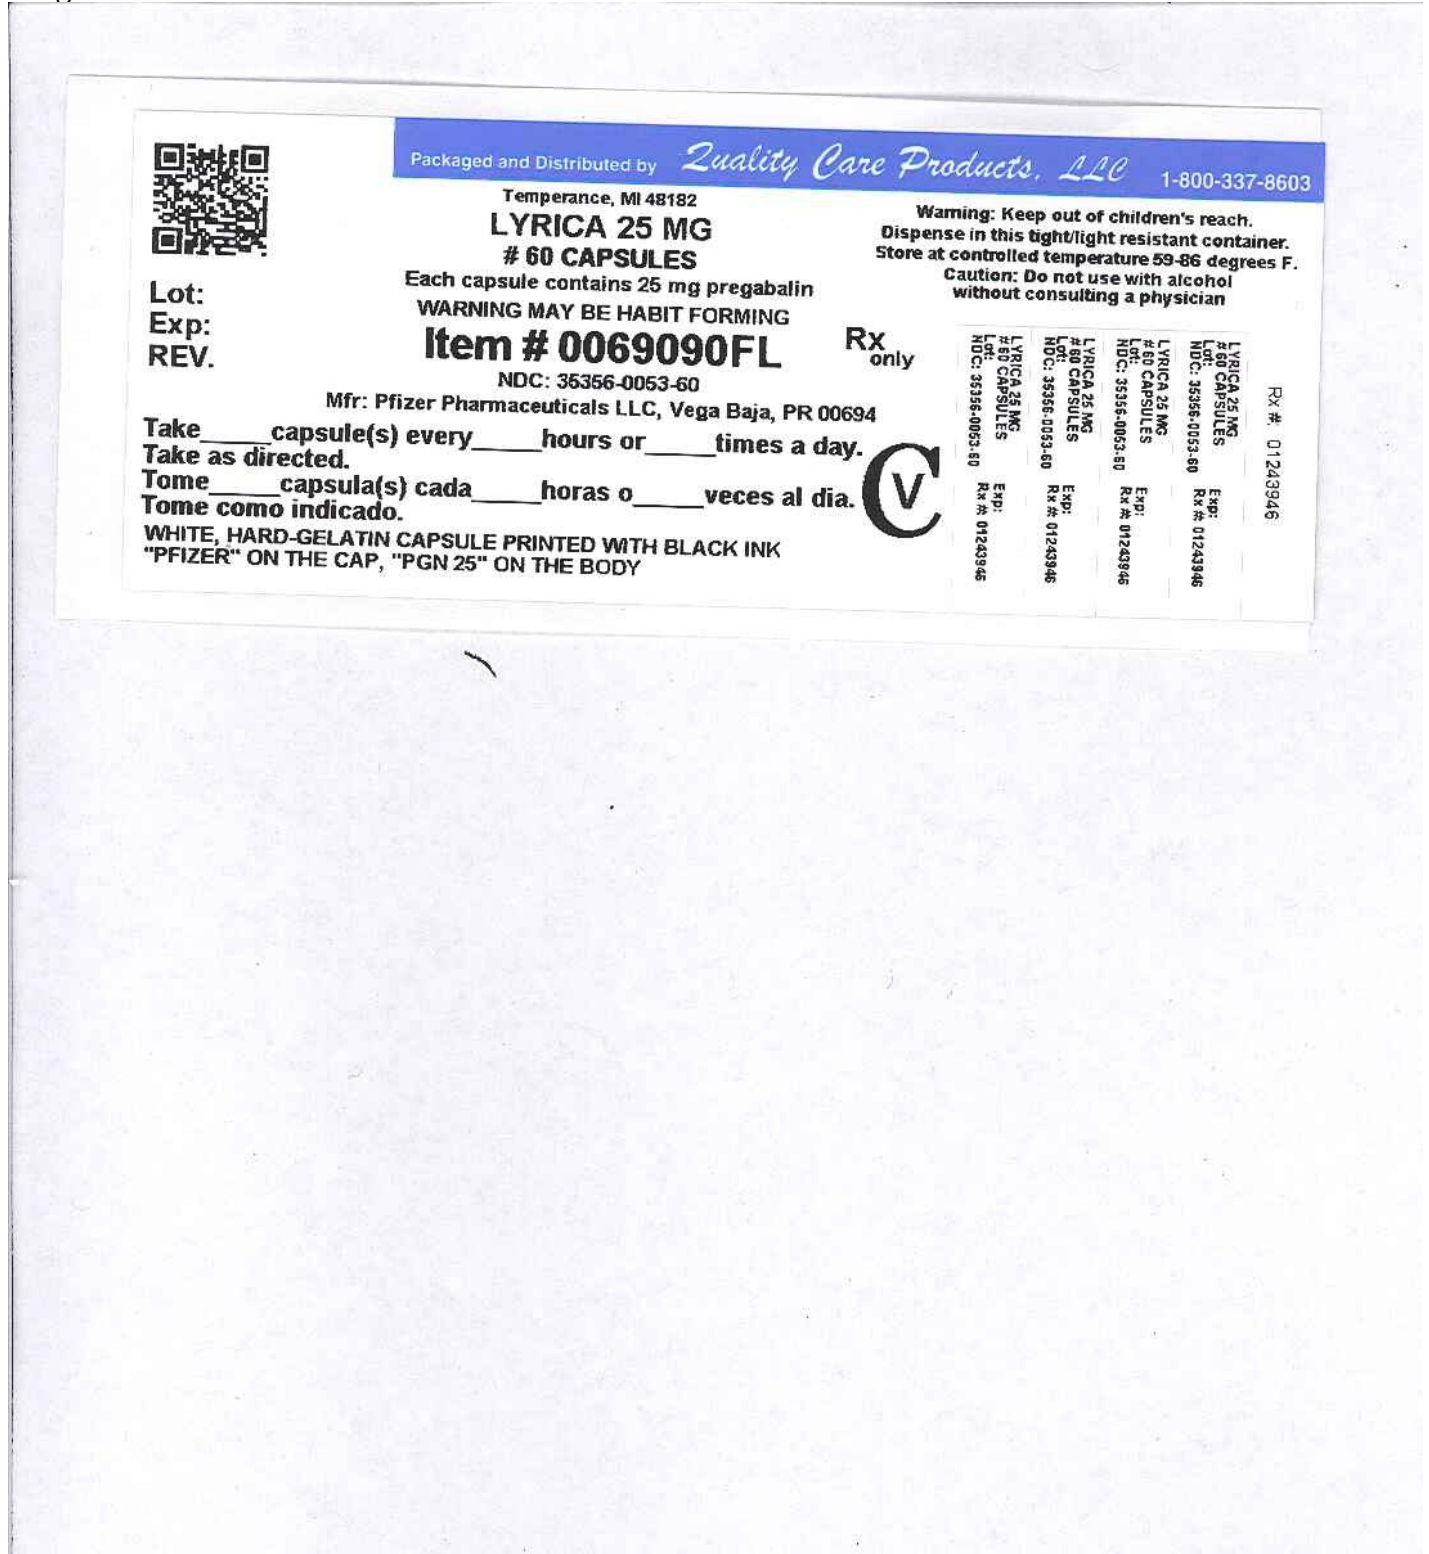 Packaged and Distributed by Quality Care Products, LLC 1-800-337-8603
Temperance, MI 48182
LYRICA 25 MG
# 60 CAPSULES
Each capsule contains 25 mg pregabalin
WARNING MAY BE HABIT FORMING
Item # 0069090FL
NDC: 35356-0053-60
Mfr: Pfizer Pharmaceuticals LLC, Vega Baja, PR 00694
Rx only
Warning: Keep out of children's reach.
Dispense in this tight/light resistant container.
Store at controlled temperature 59-86 degrees F.
Caution: Do not use with alcohol
without consulting a physician
Lot:
Exp:
REV.
Take_____capsule(s) every_____hours or_____times a day.
Take as directed.
Tome_____capsula(s) cada_____horas o_____veces al dia.
Tome como indicado.
WHITE, HARD-GELATIN CAPSULE PRINTED WITH BLACK INK
"PFIZER" ON THE CAP, "PGN 25" ON THE BODY
CV
LYRICA 25 MG
# 60 CAPSULES
Lot: Exp:
NDC: 35356-0053-60 Rx # 01243946
LYRICA 25 MG
# 60 CAPSULES
Lot: Exp:
NDC: 35356-0053-60 Rx # 01243946
LYRICA 25 MG
# 60 CAPSULES
Lot: Exp:
NDC: 35356-0053-60 Rx # 01243946
LYRICA 25 MG
# 60 CAPSULES
Lot: Exp:
NDC: 35356-0053-60 Rx # 01243946
Rx #: 01243946